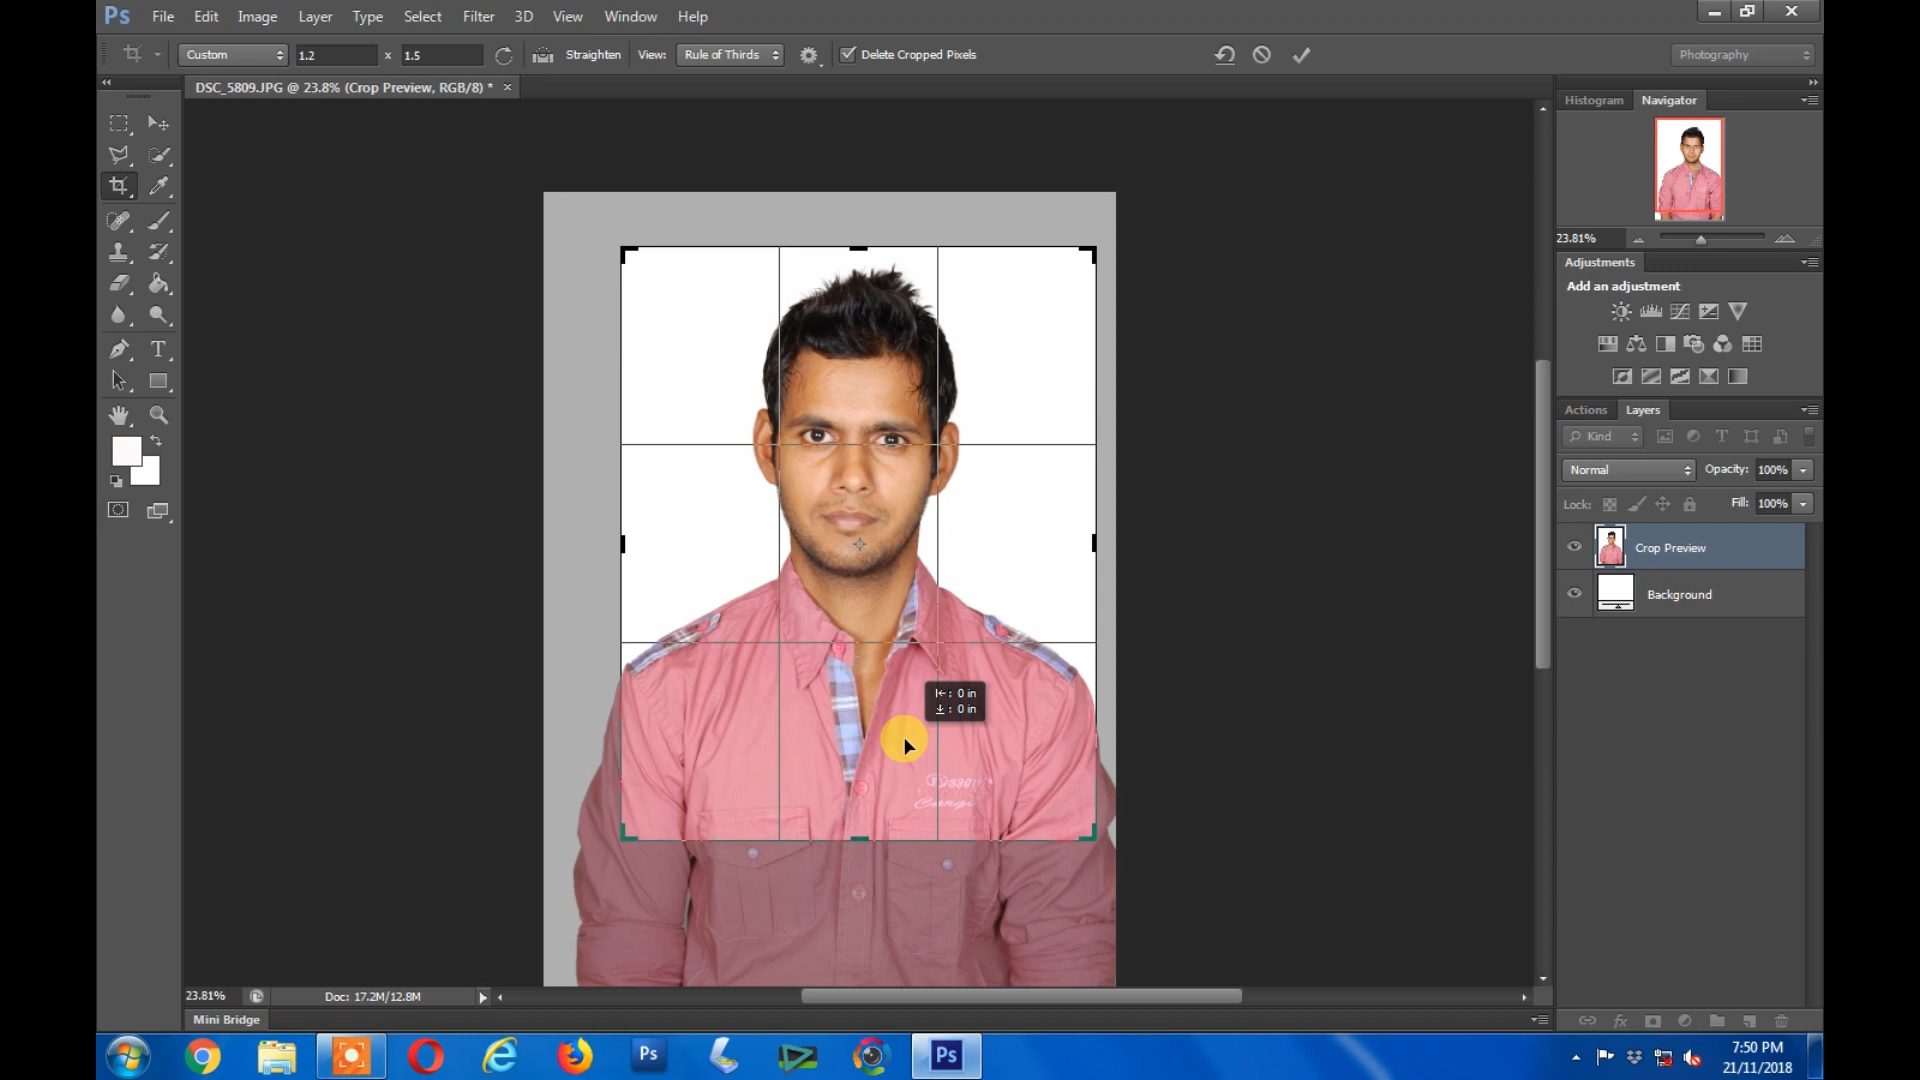 Ps File Edit Image Layer Type Select Filter 3D View Window Help
Custom 1.2 x 1.5 Straighten View: Rule of Thirds Delete Cropped Pixels Photography
DSC_5809.JPG @ 23.8% (Crop Preview, RGB/8) * ×
Histogram Navigator
23.81%
Adjustments
Add an adjustment
Actions Layers
Kind
Normal Opacity: 100%
Lock: Fill: 100%
Crop Preview
Background
: 0 in
: 0 in
23.81% Doc: 17.2M/12.8M
Mini Bridge
Ps Ps
7:50 PM
21/11/2018